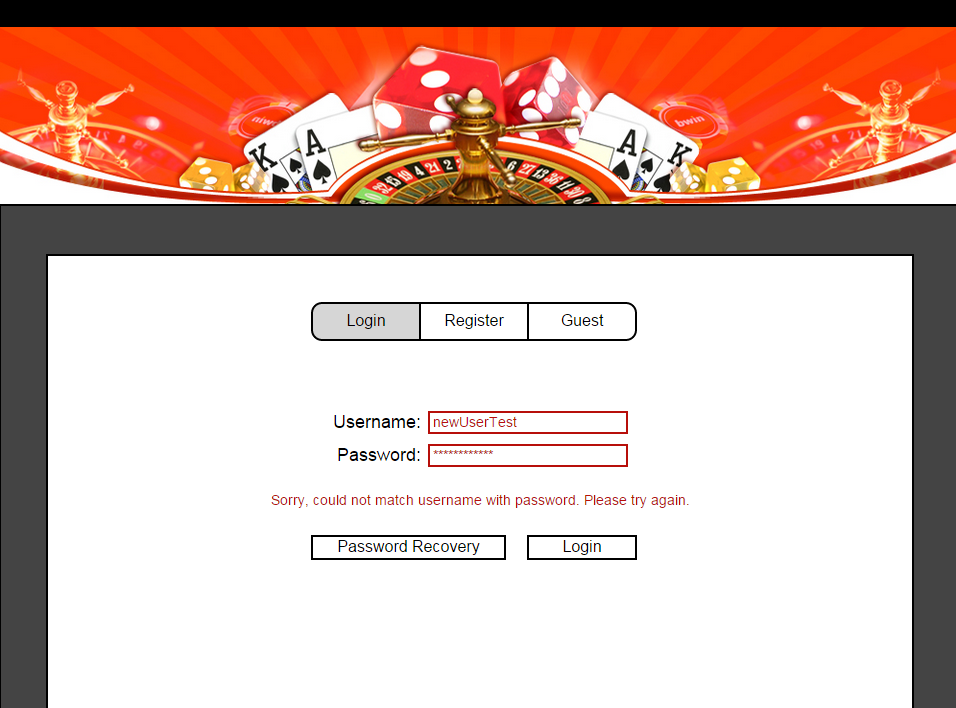 bwin
K A
A K
Login Register Guest
Username: newUserTest
Password: ************
Sorry, could not match username with password. Please try again.
Password Recovery Login